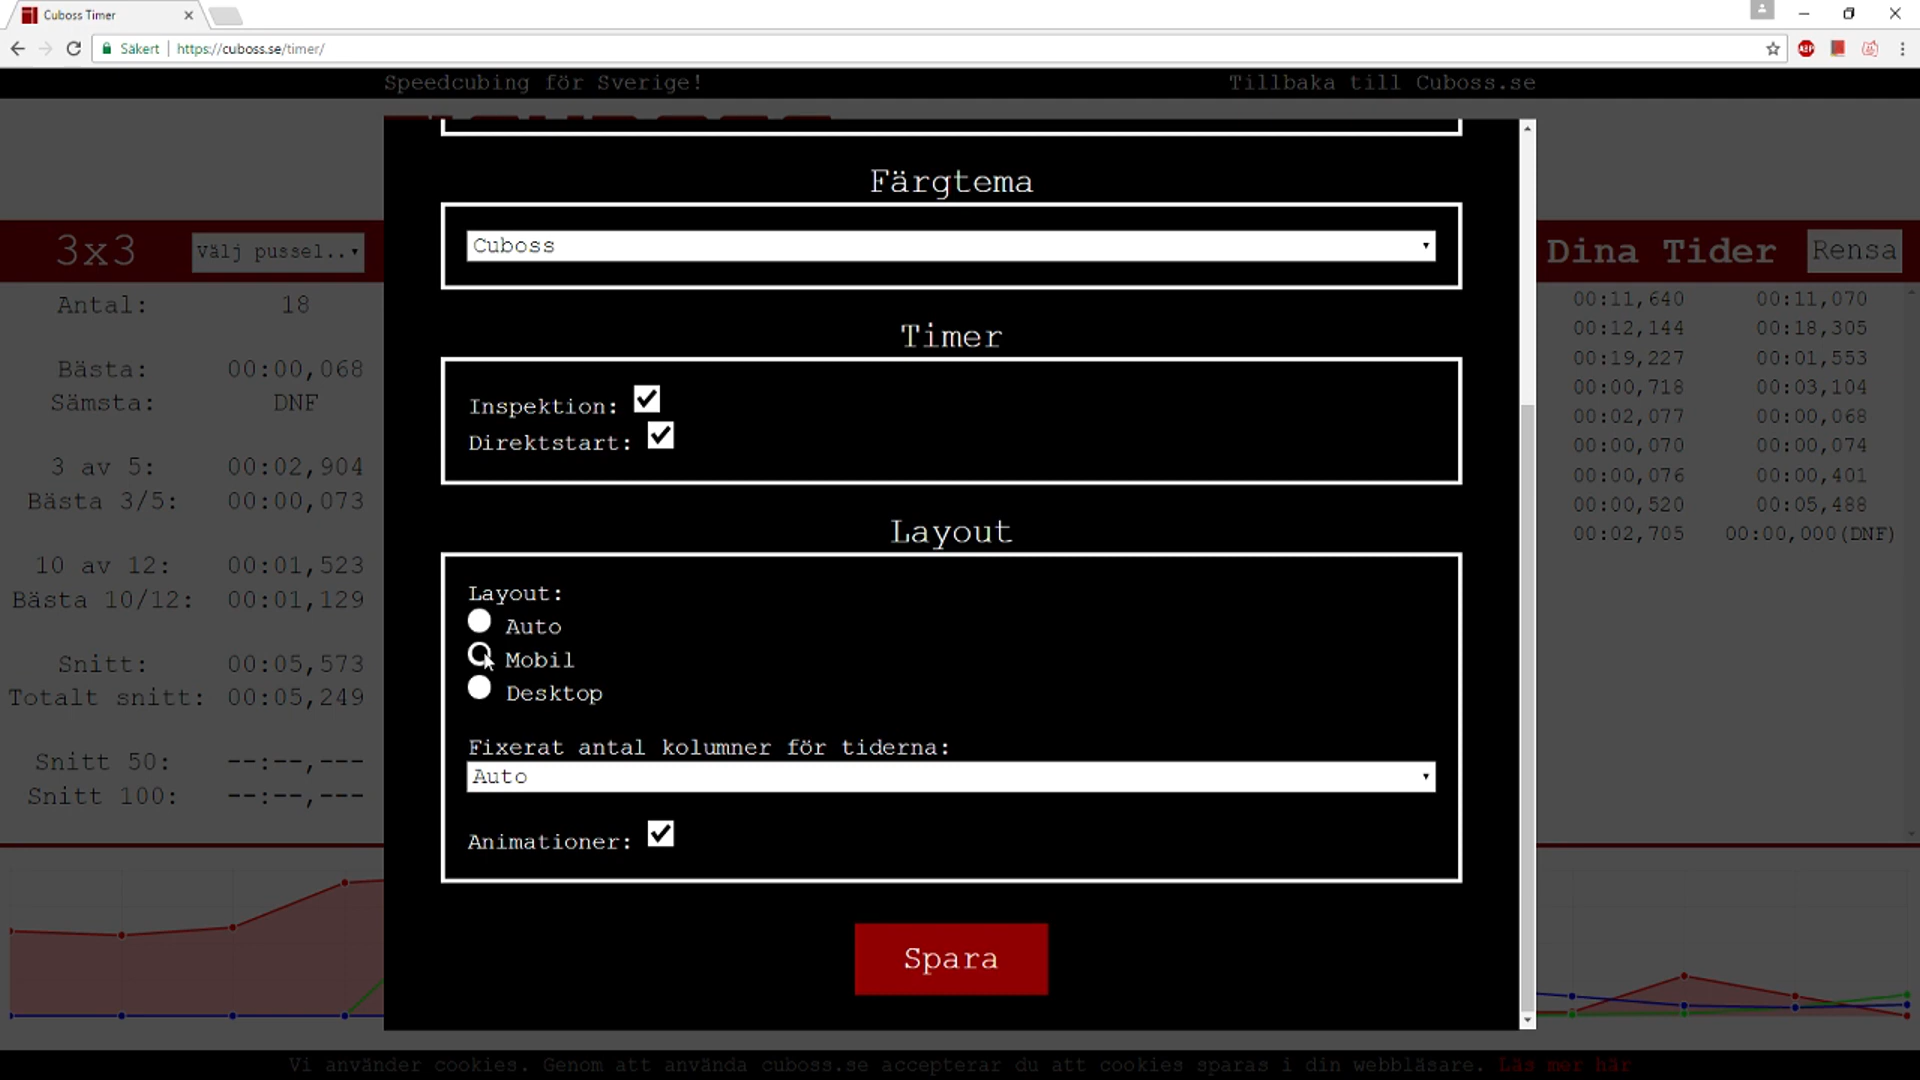 Cuboss Timer
Säkert
https://cuboss.se/timer/
ABP
Speedcubing för Sverige!
Tillbaka till Cuboss.se
Färgtema
Cuboss
Timer
Inspektion:
Direktstart:
Layout
Layout:
Auto
Mobil
Desktop
Fixerat antal kolumner för tiderna:
Auto
Animationer:
Spara
3x3
Välj pussel..
Antal: 18
Bästa: 00:00,068
Sämsta: DNF
3 av 5: 00:02,904
Bästa 3/5: 00:00,073
10 av 12: 00:01,523
Bästa 10/12: 00:01,129
Snitt: 00:05,573
Totalt snitt: 00:05,249
Snitt 50: --:--,---
Snitt 100: --:--,---
Dina Tider
Rensa
00:11,640 00:11,070
00:12,144 00:18,305
00:19,227 00:01,553
00:00,718 00:03,104
00:02,077 00:00,068
00:00,070 00:00,074
00:00,076 00:00,401
00:00,520 00:05,488
00:02,705 00:00,000(DNF)
Vi använder cookies. Genom att använda cuboss.se accepterar du att cookies sparas i din webbläsare. Läs mer här